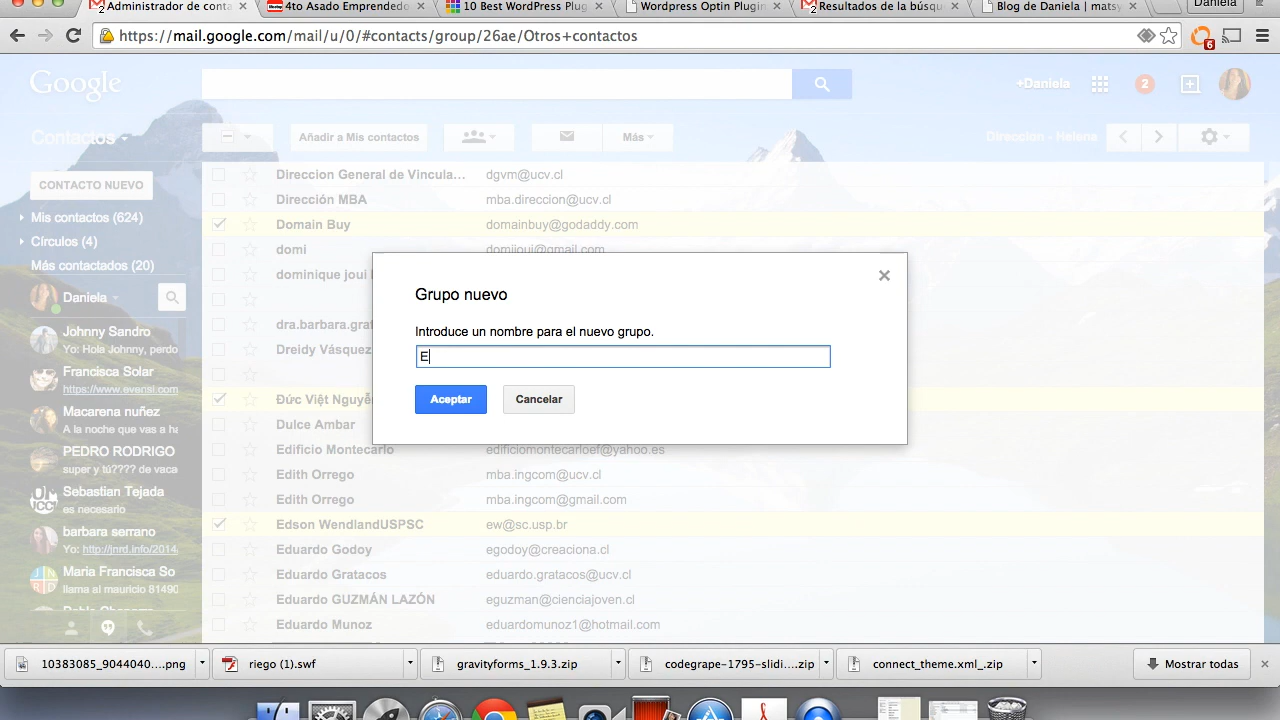 Administrador de conta
4to Asado Emprendedo
10 Best WordPress Plug
Wordpress Optin Plugin
Resultados de la búsqu
Blog de Daniela | matsy
Daniela
https://mail.google.com/mail/u/0/#contacts/group/26ae/Otros+contactos
6
Google
+Daniela
2
Contactos
Añadir a Mis contactos
Más
Direccion - Helena
CONTACTO NUEVO
Mis contactos (624)
Círculos (4)
Más contactados (20)
Daniela
Johnny Sandro
Yo: Hola Johnny, perdo
Francisca Solar
https://www.evensi.com
Macarena nuñez
A la noche que vas a ha
PEDRO RODRIGO
super y tú???? de vaca
Sebastian Tejada
es necesario
barbara serrano
Yo: http://jnrd.info/2014/
Maria Francisca So
llama al mauricio 81490
Direccion General de Vincula... dgvm@ucv.cl
Dirección MBA mba.direccion@ucv.cl
Domain Buy domainbuy@godaddy.com
domi domijoui@gmail.com
dominique joui
dra.barbara.graf
Dreidy Vásquez
Đức Việt Nguyễ
Dulce Ambar
Edificio Montecarlo edificiomontecarloef@yahoo.es
Edith Orrego mba.ingcom@ucv.cl
Edith Orrego mba.ingcom@gmail.com
Edson WendlandUSPSC ew@sc.usp.br
Eduardo Godoy egodoy@creaciona.cl
Eduardo Gratacos eduardo.gratacos@ucv.cl
Eduardo GUZMÁN LAZÓN eguzman@cienciajoven.cl
Eduardo Munoz eduardomunoz1@hotmail.com
Grupo nuevo
Introduce un nombre para el nuevo grupo.
E
Aceptar
Cancelar
10383085_9044040....png
riego (1).swf
gravityforms_1.9.3.zip
codegrape-1795-slidi....zip
connect_theme.xml_.zip
Mostrar todas